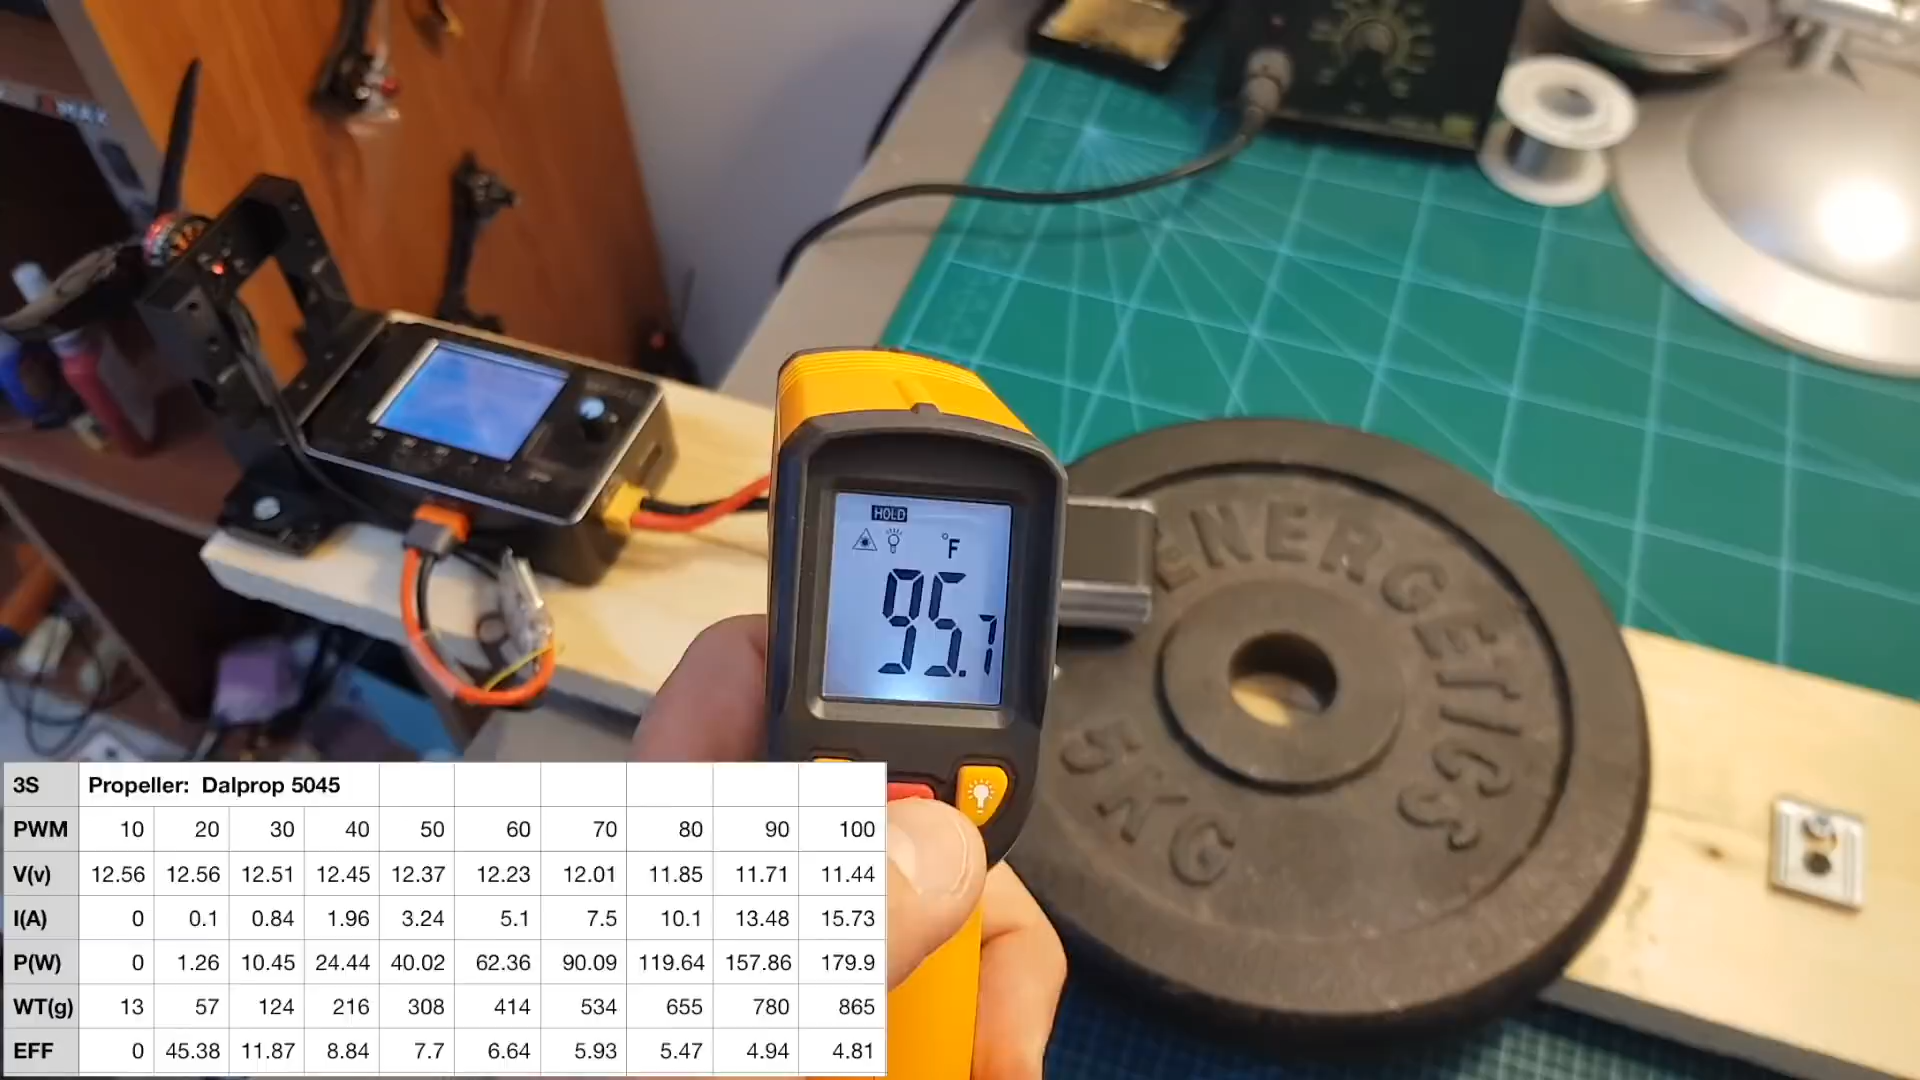 HOLD
°F
95.7
ENERGETICS
5KG
3S Propeller: Dalprop 5045
PWM 10 20 30 40 50 60 70 80 90 100
V(v) 12.56 12.56 12.51 12.45 12.37 12.23 12.01 11.85 11.71 11.44
I(A) 0 0.1 0.84 1.96 3.24 5.1 7.5 10.1 13.48 15.73
P(W) 0 1.26 10.45 24.44 40.02 62.36 90.09 119.64 157.86 179.9
WT(g) 13 57 124 216 308 414 534 655 780 865
EFF 0 45.38 11.87 8.84 7.7 6.64 5.93 5.47 4.94 4.81